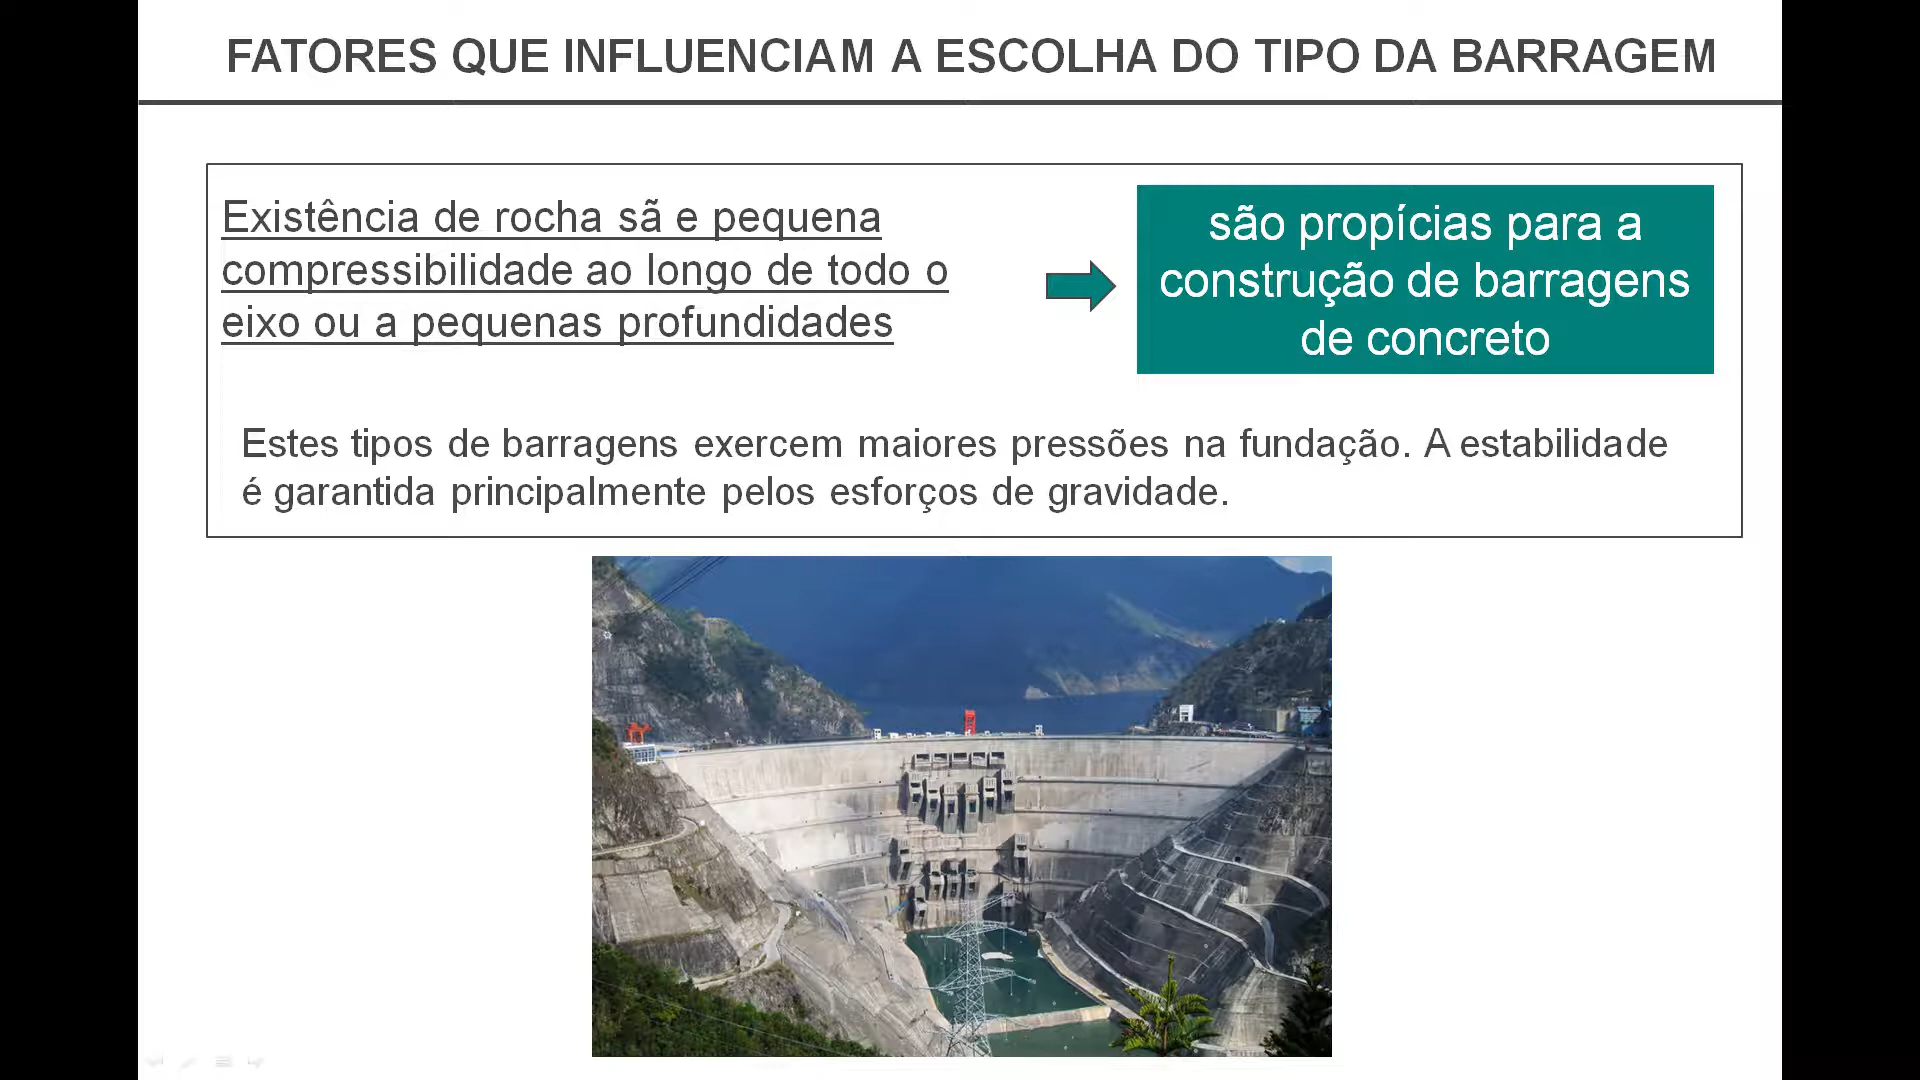 FATORES QUE INFLUENCIAM A ESCOLHA DO TIPO DA BARRAGEM
Existência de rocha sã e pequena
compressibilidade ao longo de todo o
eixo ou a pequenas profundidades
são propícias para a
construção de barragens
de concreto
Estes tipos de barragens exercem maiores pressões na fundação. A estabilidade
é garantida principalmente pelos esforços de gravidade.